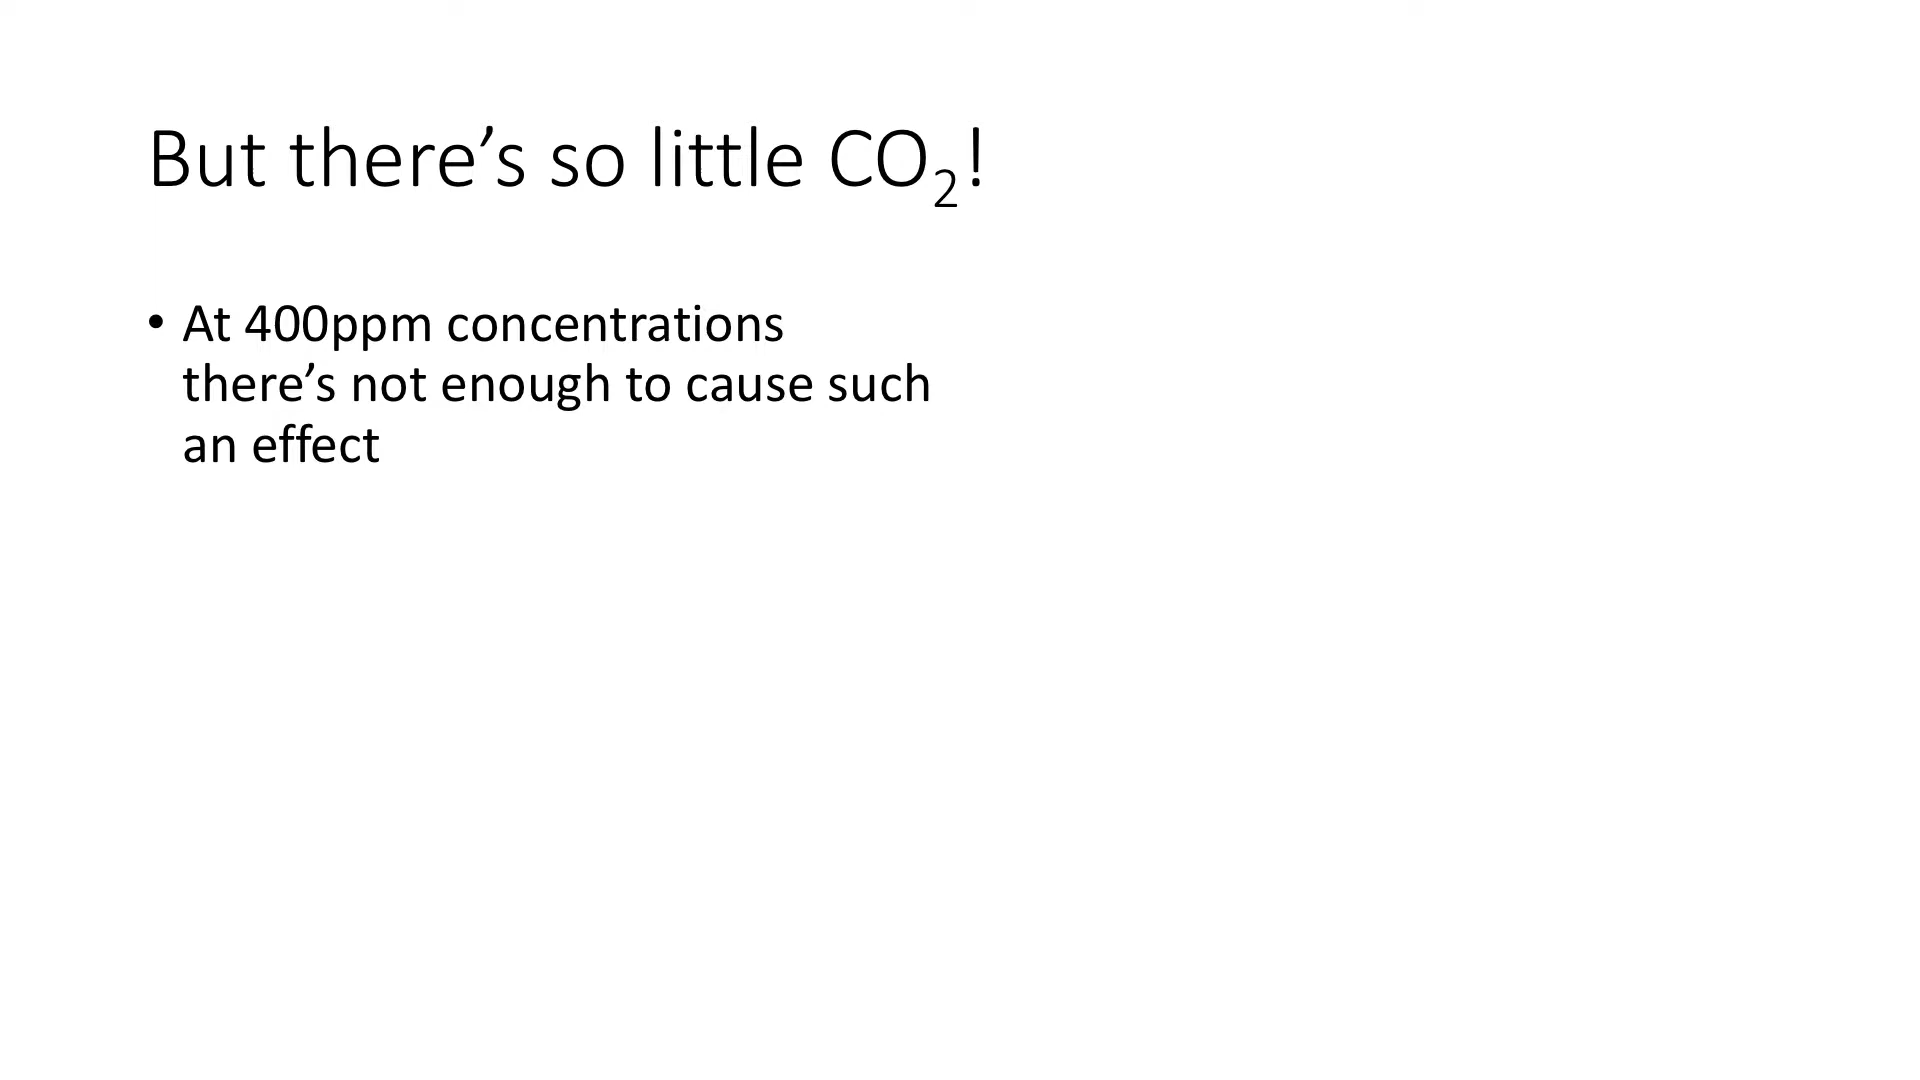 But there’s so little CO₂!
• At 400ppm concentrations
there’s not enough to cause such
an effect